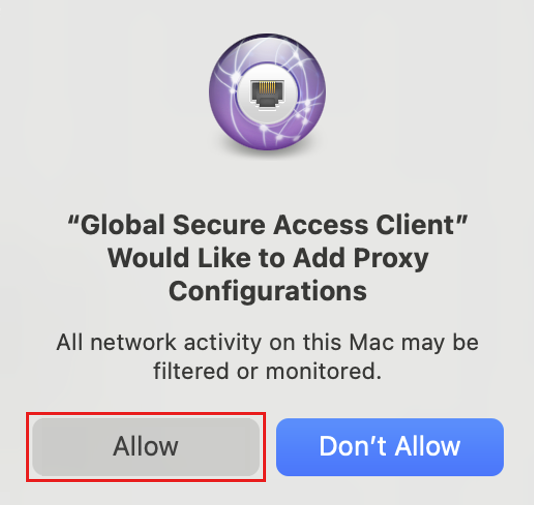 “Global Secure Access Client”
Would Like to Add Proxy
Configurations
All network activity on this Mac may be
filtered or monitored.
Allow
Don’t Allow